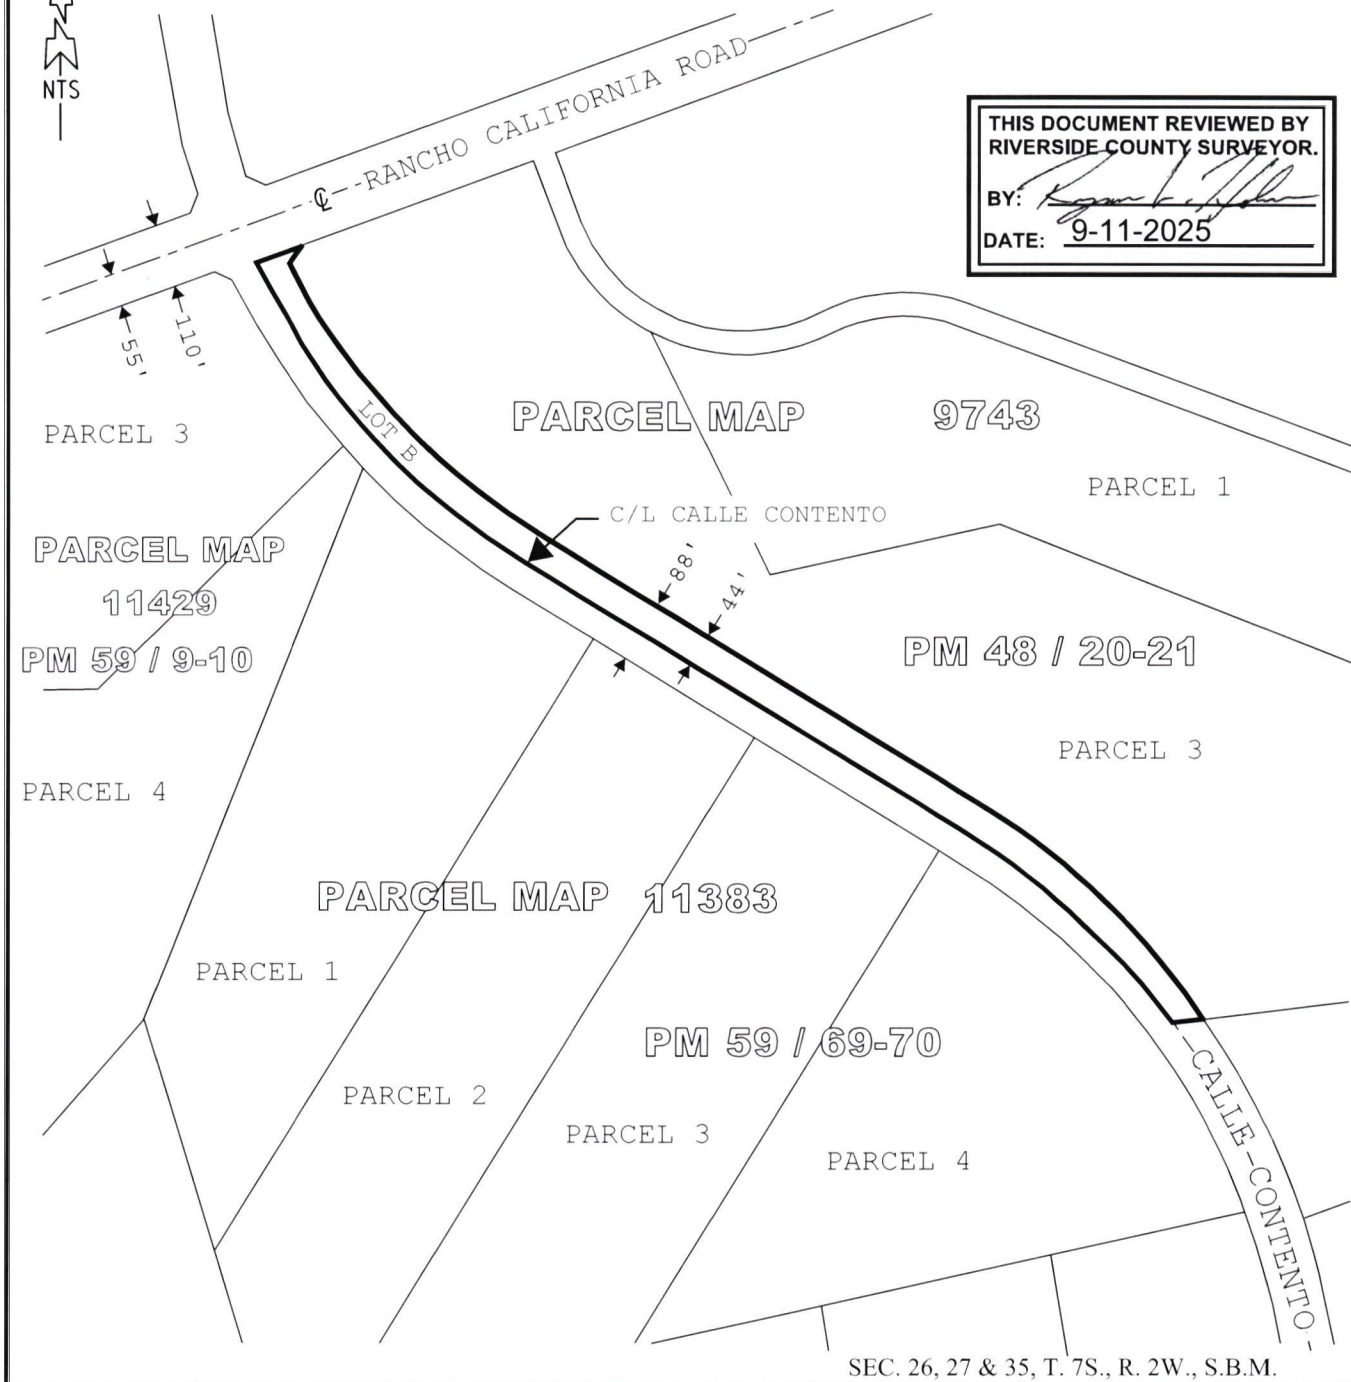 N
NTS
RANCHO CALIFORNIA ROAD
THIS DOCUMENT REVIEWED BY
RIVERSIDE COUNTY SURVEYOR.
BY:
DATE: 9-11-2025
℄
110'
55'
PARCEL 3
LOT B
PARCEL MAP 9743
PARCEL 1
C/L CALLE CONTENTO
PARCEL MAP
11429
PM 59 / 9-10
88'
44'
PM 48 / 20-21
PARCEL 3
PARCEL 4
PARCEL MAP 11383
PARCEL 1
PM 59 / 69-70
PARCEL 2
PARCEL 3
PARCEL 4
CALLE CONTENTO
SEC. 26, 27 & 35, T. 7S., R. 2W., S.B.M.